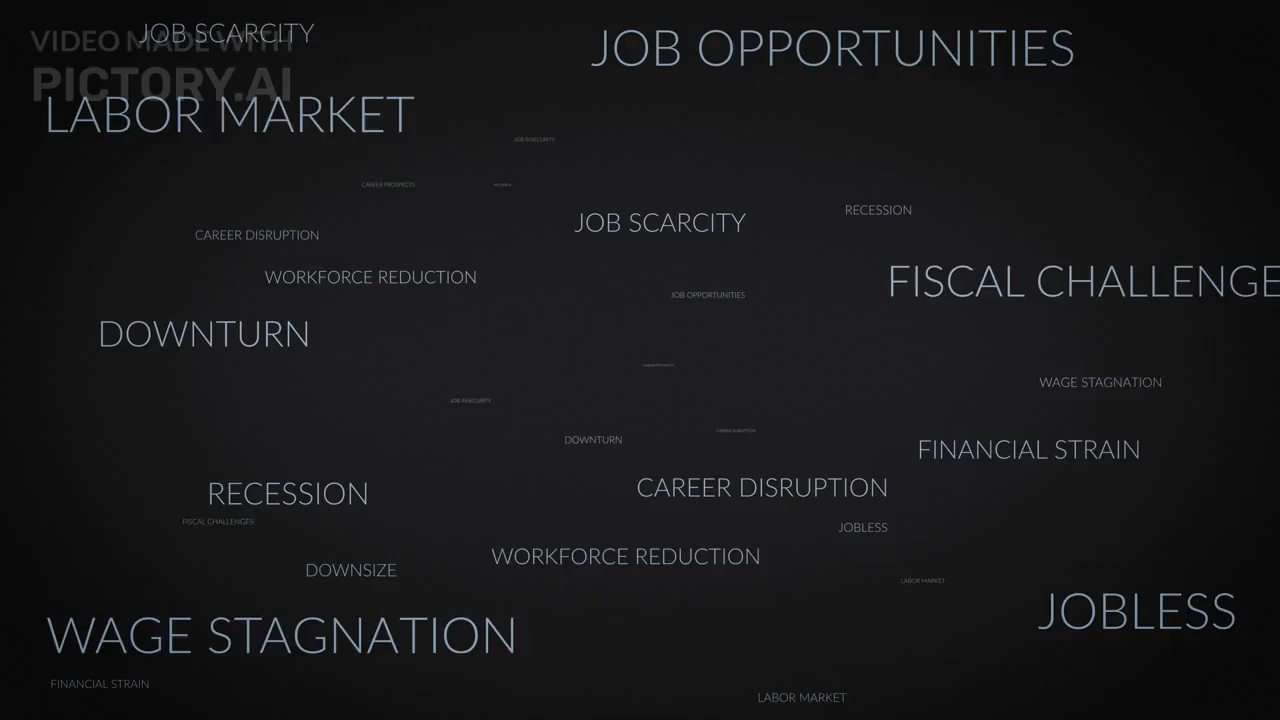 JOB SCARCITY
VIDEO MADE WITH
JOB OPPORTUNITIES
PICTORY.AI
LABOR MARKET
JOB INSECURITY
CAREER PROSPECTS
JOB SCARCITY
RECESSION
CAREER DISRUPTION
WORKFORCE REDUCTION
FISCAL CHALLENGE
JOB OPPORTUNITIES
DOWNTURN
WAGE STAGNATION
JOB INSECURITY
CAREER DISRUPTION
DOWNTURN
FINANCIAL STRAIN
CAREER DISRUPTION
RECESSION
FISCAL CHALLENGES
JOBLESS
WORKFORCE REDUCTION
DOWNSIZE
LABOR MARKET
JOBLESS
WAGE STAGNATION
FINANCIAL STRAIN
LABOR MARKET